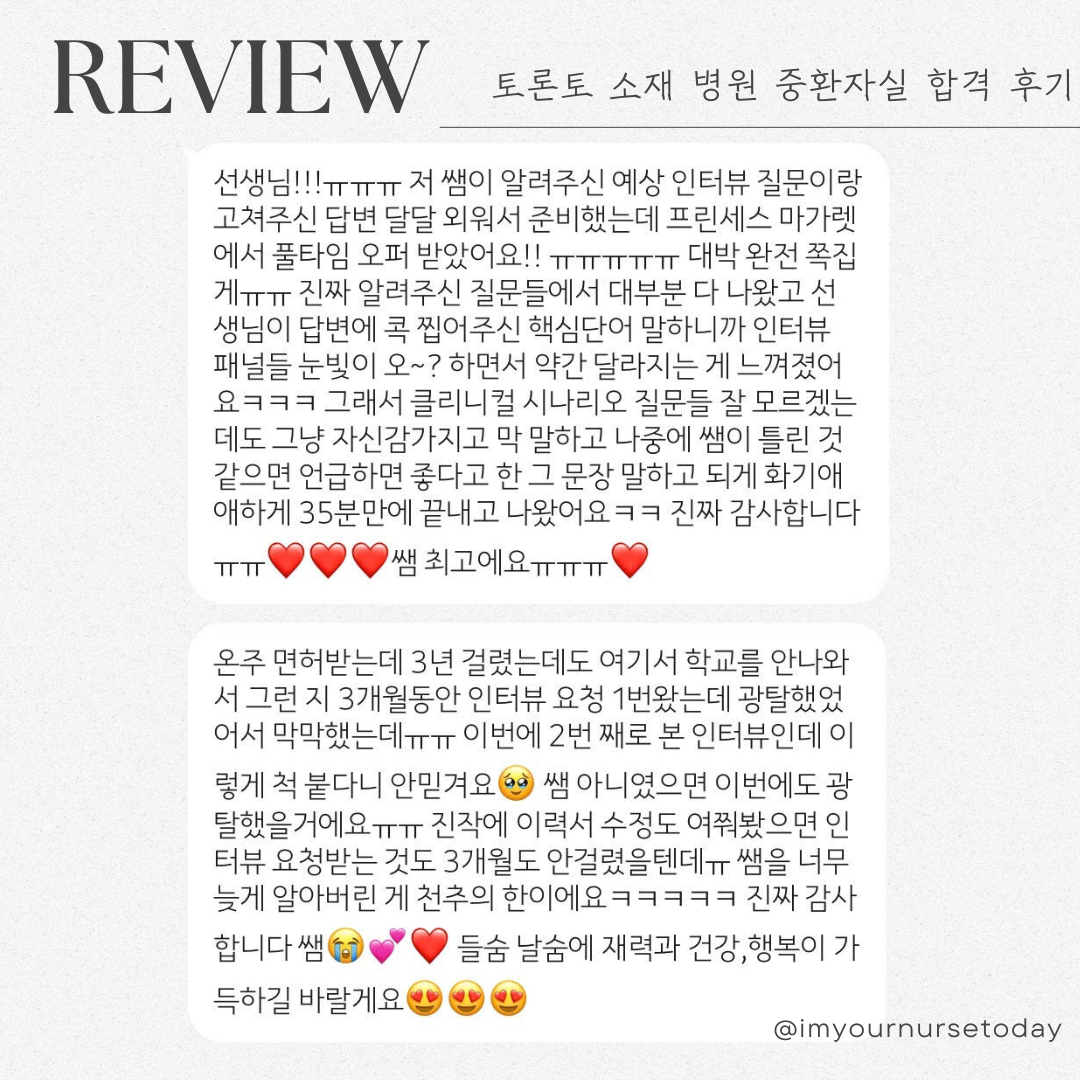 REVIEW
토론토 소재 병원 중환자실 합격 후기
선생님!!!ㅠㅠㅠ 저 쌤이 알려주신 예상 인터뷰 질문이랑
고쳐주신 답변 달달 외워서 준비했는데 프린세스 마가렛
에서 풀타임 오퍼 받았어요!! ㅠㅠㅠㅠㅠ 대박 완전 쪽집
게ㅠㅠ 진짜 알려주신 질문들에서 대부분 다 나왔고 선
생님이 답변에 콕 찝어주신 핵심단어 말하니까 인터뷰
패널들 눈빛이 오~? 하면서 약간 달라지는 게 느껴졌어
요ㅋㅋㅋ 그래서 클리니컬 시나리오 질문들 잘 모르겠는
데도 그냥 자신감가지고 막 말하고 나중에 쌤이 틀린 것
같으면 언급하면 좋다고 한 그 문장 말하고 되게 화기애
애하게 35분만에 끝내고 나왔어요ㅋㅋ 진짜 감사합니다
ㅠㅠ❤️❤️❤️쌤 최고에요ㅠㅠㅠ❤️
온주 면허받는데 3년 걸렸는데도 여기서 학교를 안나와
서 그런 지 3개월동안 인터뷰 요청 1번왔는데 광탈했었
어서 막막했는데ㅠㅠ 이번에 2번 째로 본 인터뷰인데 이
렇게 척 붙다니 안믿겨요🥹 쌤 아니였으면 이번에도 광
탈했을거에요ㅠㅠ 진작에 이력서 수정도 여쭤봤으면 인
터뷰 요청받는 것도 3개월도 안걸렸을텐데ㅠ 쌤을 너무
늦게 알아버린 게 천추의 한이에요ㅋㅋㅋㅋㅋ 진짜 감사
합니다 쌤😭💕❤️ 들숨 날숨에 재력과 건강,행복이 가
득하길 바랄게요😍😍😍
@imyournursetoday